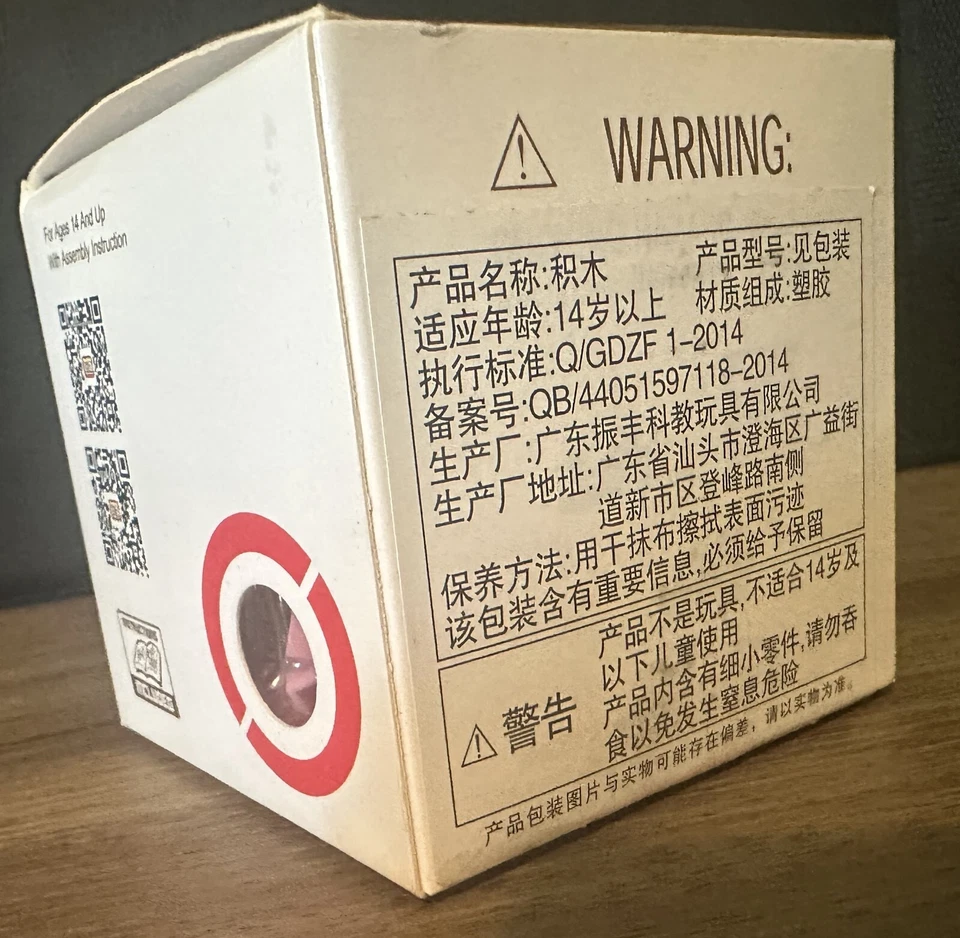 For Ages 14 And Up
With Assembly Instruction
WARNING:
产品名称:积木 产品型号:见包装
适应年龄:14岁以上 材质组成:塑胶
执行标准:Q/GDZF 1-2014
备案号:QB/44051597118-2014
生产厂:广东振丰科教玩具有限公司
生产厂地址:广东省汕头市澄海区广益街
道新市区登峰路南侧
保养方法:用干抹布擦拭表面污迹
该包装含有重要信息,必须给予保留
警告
产品不是玩具,不适合14岁及
以下儿童使用
产品内含有细小零件,请勿吞
食以免发生窒息危险
产品包装图片与实物可能存在偏差，请以实物为准。